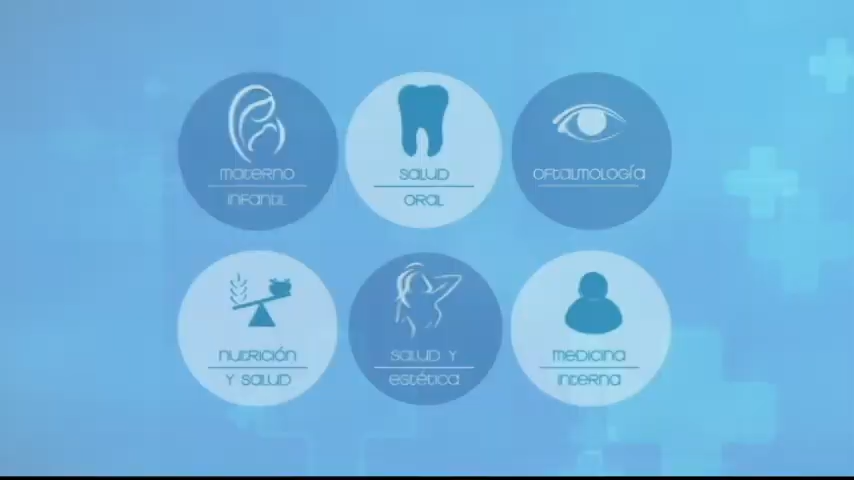 materno
infantil
salud
oral
oftalmología
nutrición
y salud
salud y
estética
medicina
interna